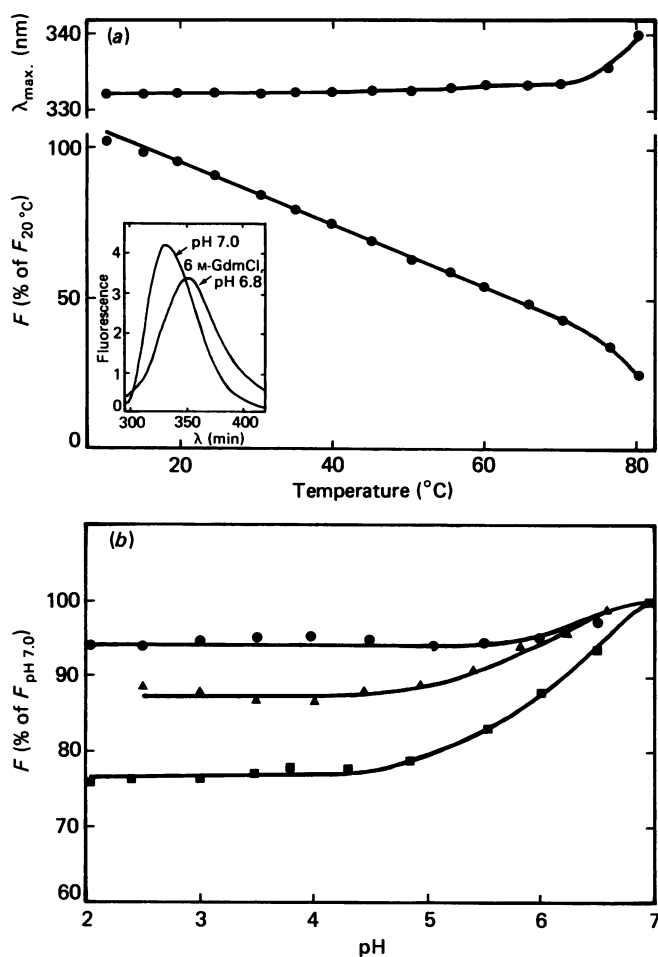 (a)
λmax. (nm)
340
330
F (% of F20 °C)
100
50
0
Fluorescence
4
3
2
1
0
pH 7.0
6 M-GdmCl,
pH 6.8
300 350 400
λ (min)
20 40 60 80
Temperature (°C)
(b)
F (% of FpH 7.0)
100
90
80
70
60
2 3 4 5 6 7
pH